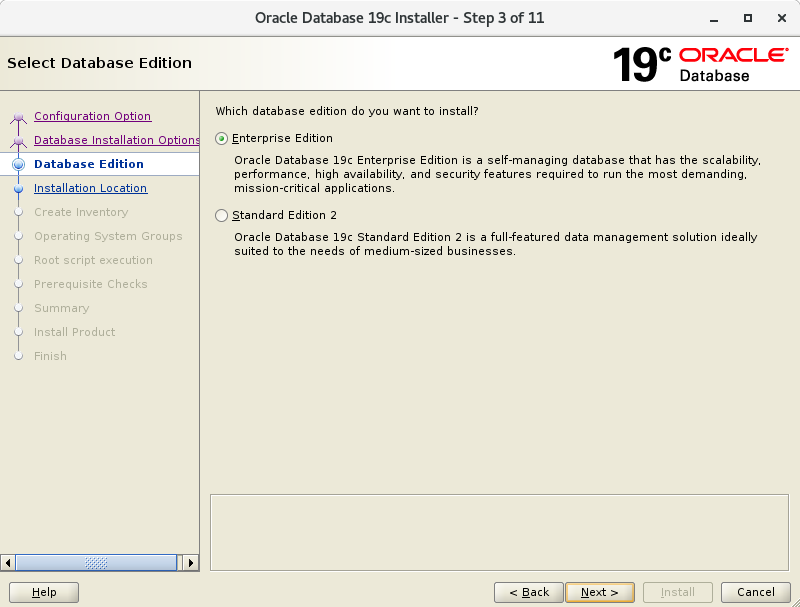 Oracle Database 19c Installer - Step 3 of 11
Select Database Edition
19c ORACLE
Database
Configuration Option
Database Installation Options
Database Edition
Installation Location
Create Inventory
Operating System Groups
Root script execution
Prerequisite Checks
Summary
Install Product
Finish
Which database edition do you want to install?
Enterprise Edition
Oracle Database 19c Enterprise Edition is a self-managing database that has the scalability,
performance, high availability, and security features required to run the most demanding,
mission-critical applications.
Standard Edition 2
Oracle Database 19c Standard Edition 2 is a full-featured data management solution ideally
suited to the needs of medium-sized businesses.
Help
< Back
Next >
Install
Cancel